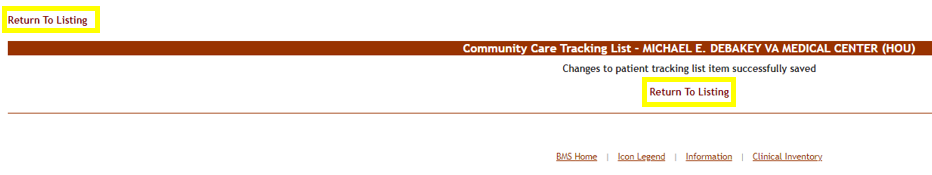 Return To Listing
Community Care Tracking List - MICHAEL E. DEBAKEY VA MEDICAL CENTER (HOU)
Changes to patient tracking list item successfully saved
Return To Listing
BMS Home | Icon Legend | Information | Clinical Inventory